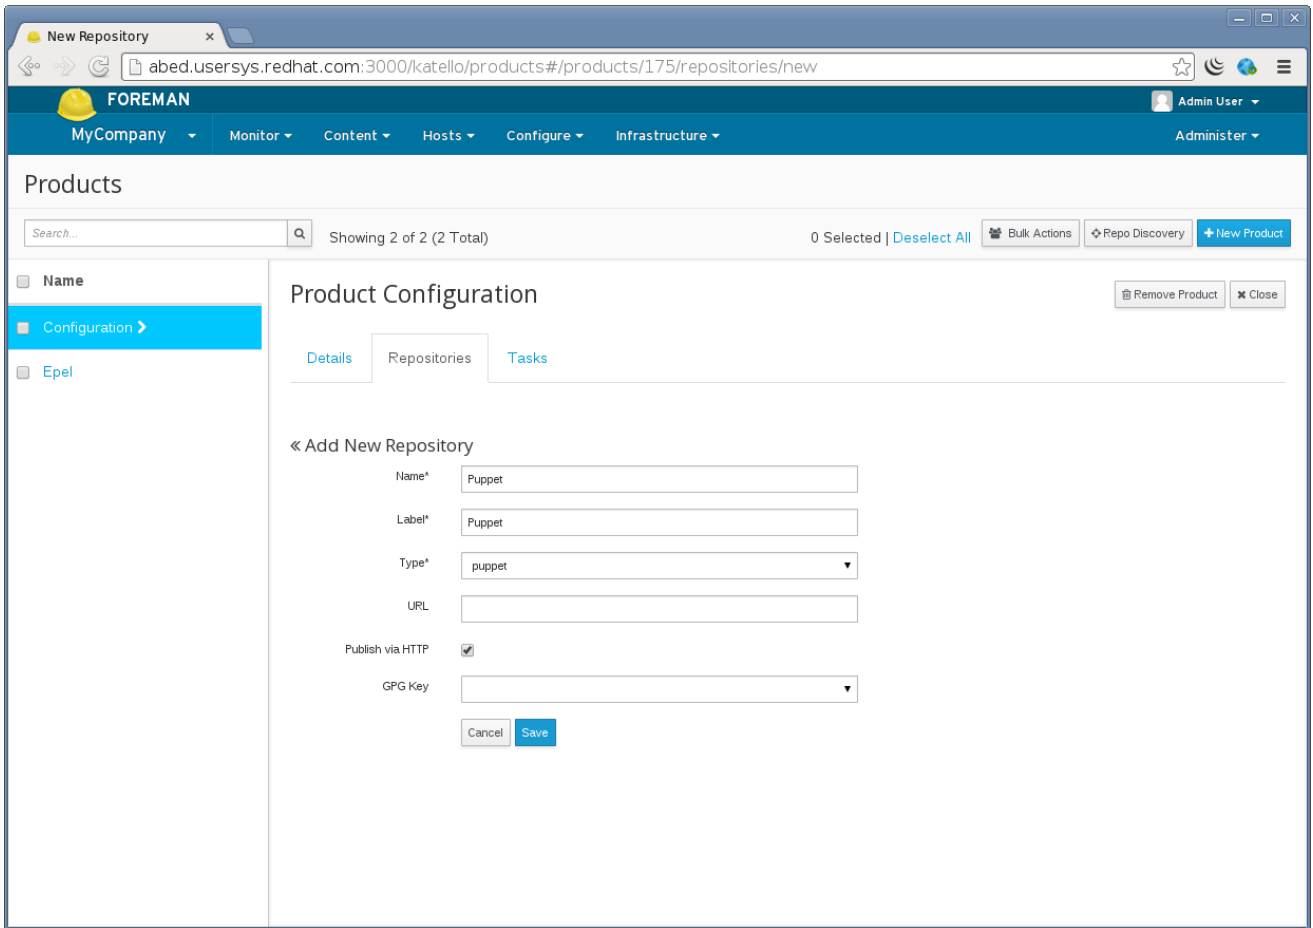 New Repository
abed.usersys.redhat.com:3000/katello/products#/products/175/repositories/new
FOREMAN
Admin User
MyCompany Monitor Content Hosts Configure Infrastructure Administer
Products
Search... Showing 2 of 2 (2 Total) 0 Selected | Deselect All Bulk Actions Repo Discovery +New Product
Name
Configuration
Epel
Product Configuration Remove Product Close
Details Repositories Tasks
« Add New Repository
Name* Puppet
Label* Puppet
Type* puppet
URL
Publish via HTTP
GPG Key
Cancel Save